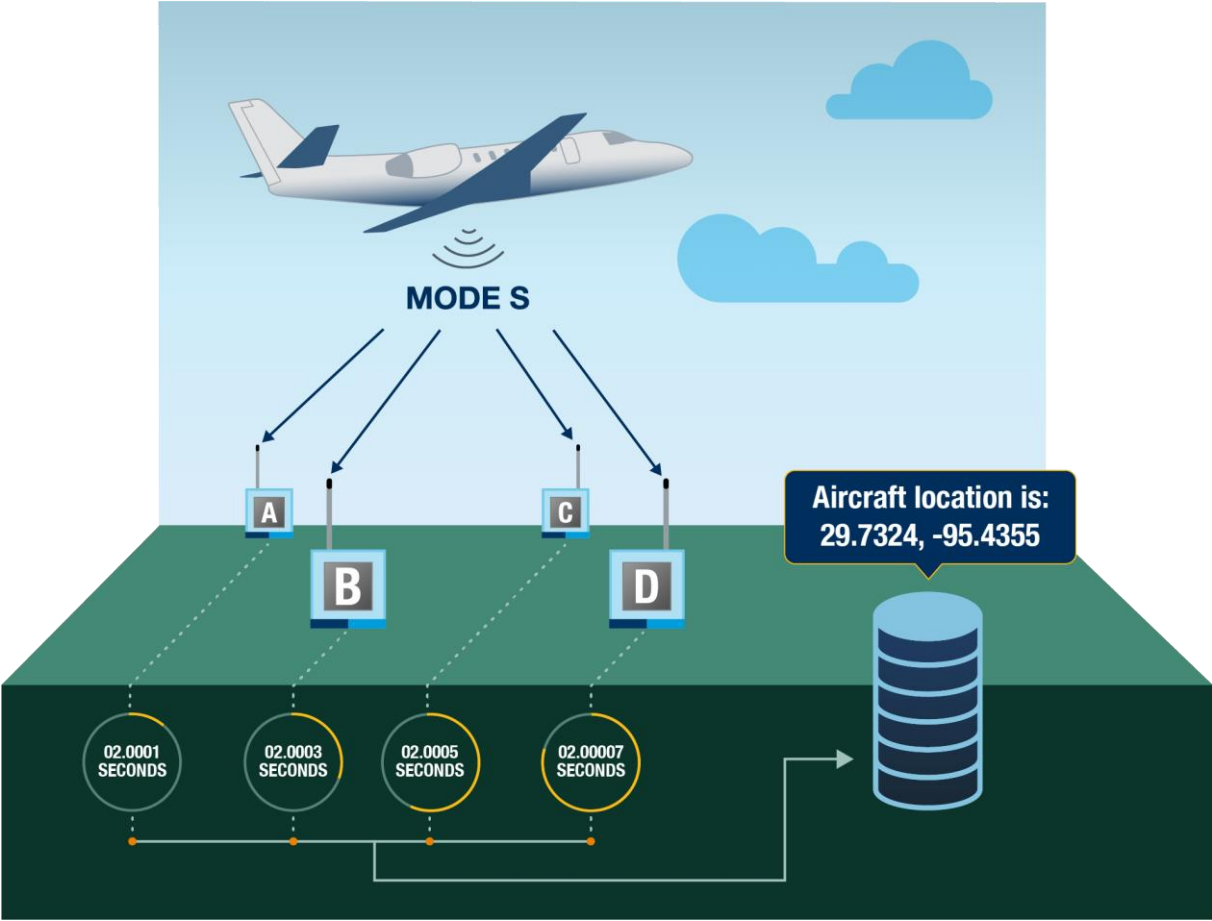 MODE S
A
C
B
D
Aircraft location is:
29.7324, -95.4355
02.0001
SECONDS
02.0003
SECONDS
02.0005
SECONDS
02.00007
SECONDS